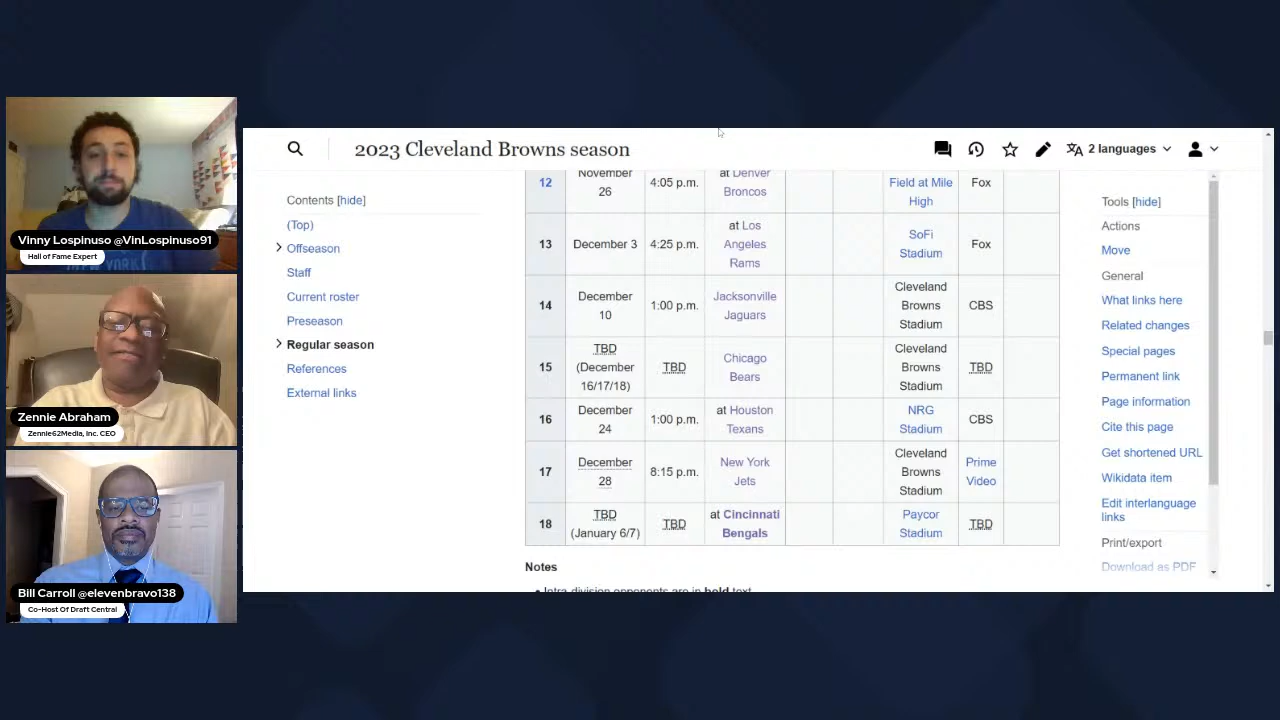 VInny Lospinuso @VinLospinuso91
Hall of Fame Expert
Zennie Abraham
Zennie62Media, Inc. CEO
Bill Carroll @elevenbravo138
Co-Host Of Draft Central
2023 Cleveland Browns season
2 languages
Contents [hide]
(Top)
Offseason
Staff
Current roster
Preseason
Regular season
References
External links
12
November
26
4:05 p.m.
at Denver
Broncos
Field at Mile
High
Fox
13
December 3
4:25 p.m.
at Los
Angeles
Rams
SoFi
Stadium
Fox
14
December
10
1:00 p.m.
Jacksonville
Jaguars
Cleveland
Browns
Stadium
CBS
15
TBD
(December
16/17/18)
TBD
Chicago
Bears
Cleveland
Browns
Stadium
TBD
16
December
24
1:00 p.m.
at Houston
Texans
NRG
Stadium
CBS
17
December
28
8:15 p.m.
New York
Jets
Cleveland
Browns
Stadium
Prime
Video
18
TBD
(January 6/7)
TBD
at Cincinnati
Bengals
Paycor
Stadium
TBD
Notes
• Intra-division opponents are in bold text.
Tools [hide]
Actions
Move
General
What links here
Related changes
Special pages
Permanent link
Page information
Cite this page
Get shortened URL
Wikidata item
Edit interlanguage
links
Print/export
Download as PDF